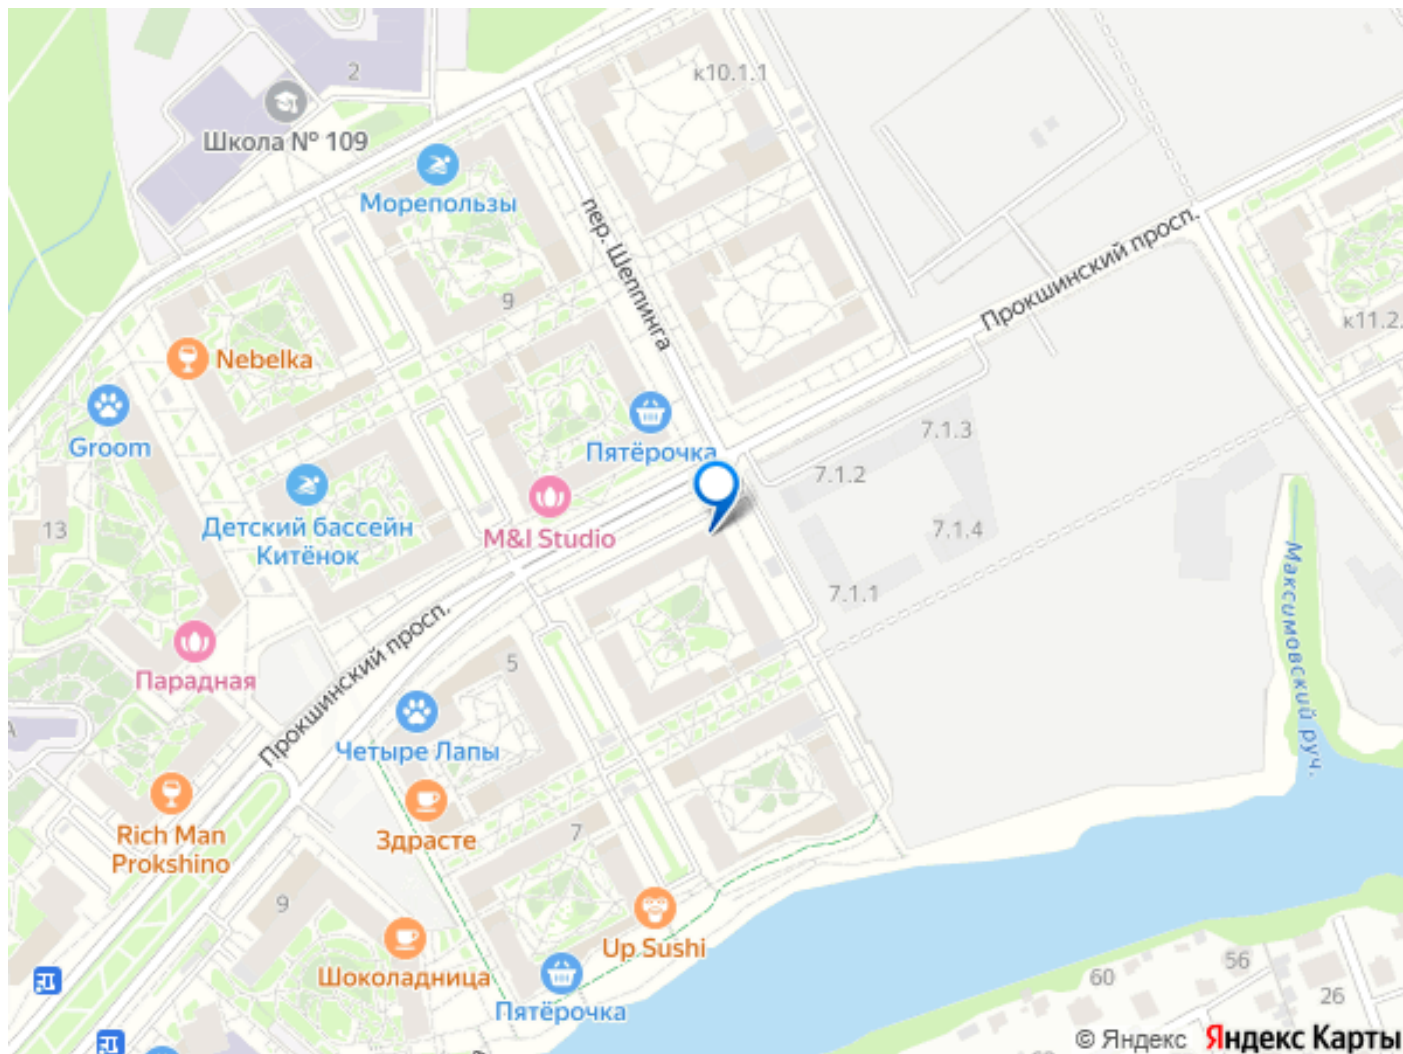 2
к10.1.1
Школа № 109
Морепользы
пер. Шеппинга
Прокшинский просп.
9
к11.2.
Nebelka
Groom
Пятёрочка
7.1.3
7.1.2
M&I Studio
Детский бассейн
Китёнок
13
7.1.4
7.1.1
Максимовский руч.
Прокшинский просп.
5
Парадная
Четыре Лапы
Rich Man
Prokshino
Здрасте
7
9
Up Sushi
Шоколадница
Пятёрочка
56
60
26
© Яндекс Яндекс Карты